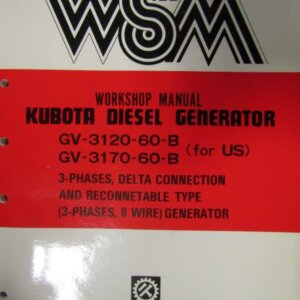 WSM
WORKSHOP MANUAL
KUBOTA DIESEL GENERATOR
GV-3120-60-B
GV-3170-60-B (for US)
3-PHASES, DELTA CONNECTION
AND RECONNETABLE TYPE
(3-PHASES, 8 WIRE) GENERATOR